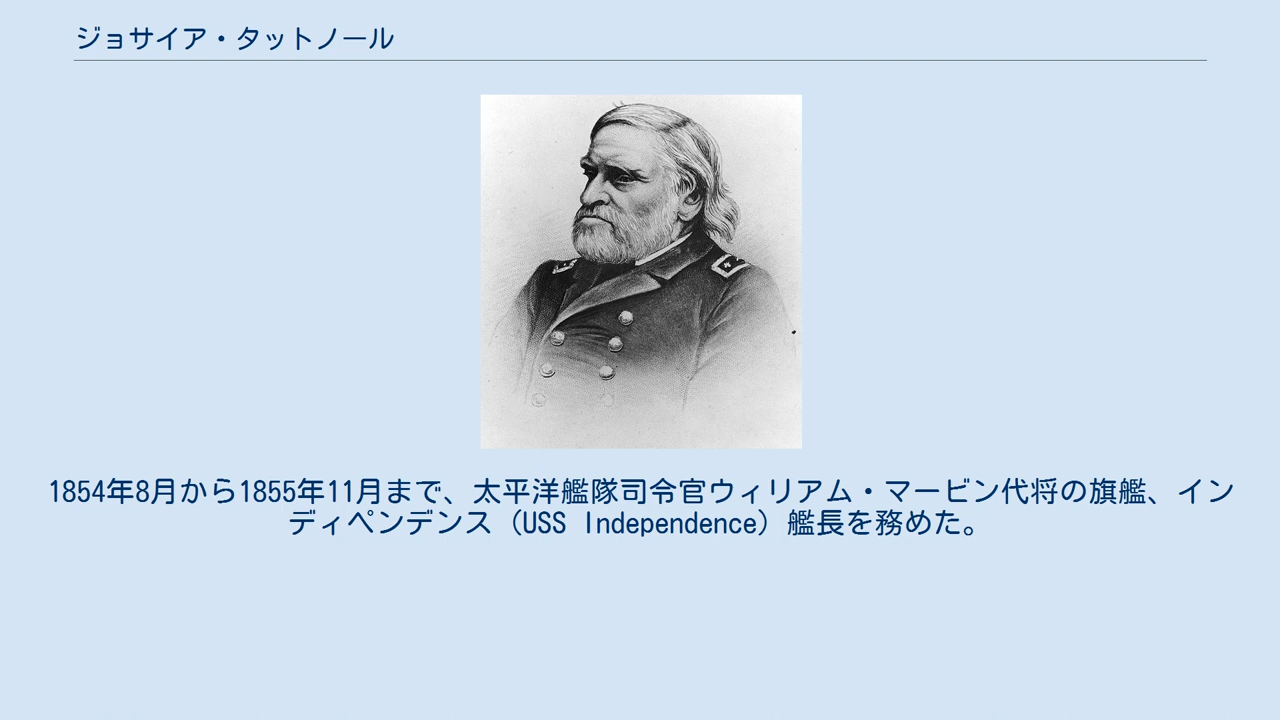 ジョサイア・タットノール
1854年8月から1855年11月まで、太平洋艦隊司令官ウィリアム・マービン代将の旗艦、イン
ディペンデンス（USS Independence）艦長を務めた。